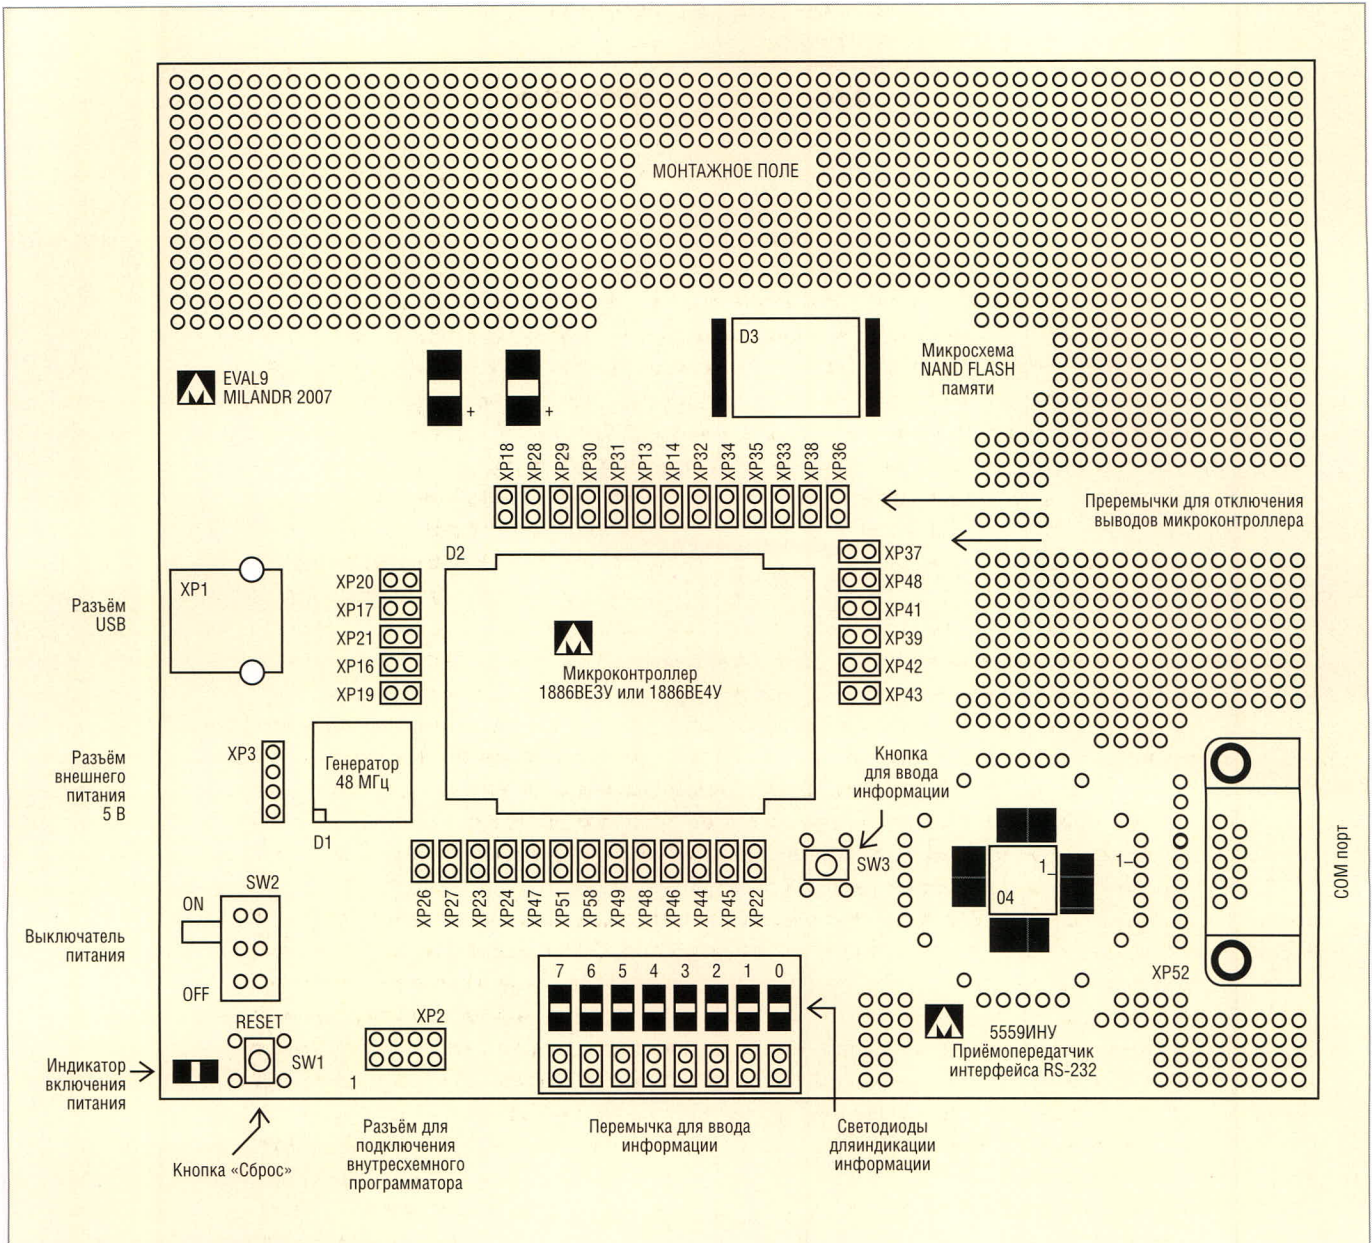 МОНТАЖНОЕ ПОЛЕ
EVAL9
MILANDR 2007
+
+
D3
Микросхема
NAND FLASH
памяти
XP18
XP28
XP29
XP30
XP31
XP13
XP14
XP32
XP34
XP35
XP33
XP38
XP36
Преремычки для отключения
выводов микроконтроллера
D2
XP37
XP48
XP41
XP39
XP42
XP43
XP20
XP17
XP21
XP16
XP19
XP1
Разъём
USB
Микроконтроллер
1886ВЕ3У или 1886ВЕ4У
XP3
Разъём
внешнего
питания
5 В
Генератор
48 МГц
D1
Кнопка
для ввода
информации
SW3
XP26
XP27
XP23
XP24
XP47
XP51
XP58
XP49
XP48
XP46
XP44
XP45
XP22
1
04
1
COM порт
XP52
SW2
ON
OFF
Выключатель
питания
7 6 5 4 3 2 1 0
RESET
SW1
XP2
1
5559ИНУ
Приёмопередатчик
интерфейса RS-232
Индикатор
включения
питания
Кнопка «Сброс»
Разъём для
подключения
внутресхемного
программатора
Перемычка для ввода
информации
Светодиоды
дляиндикации
информации